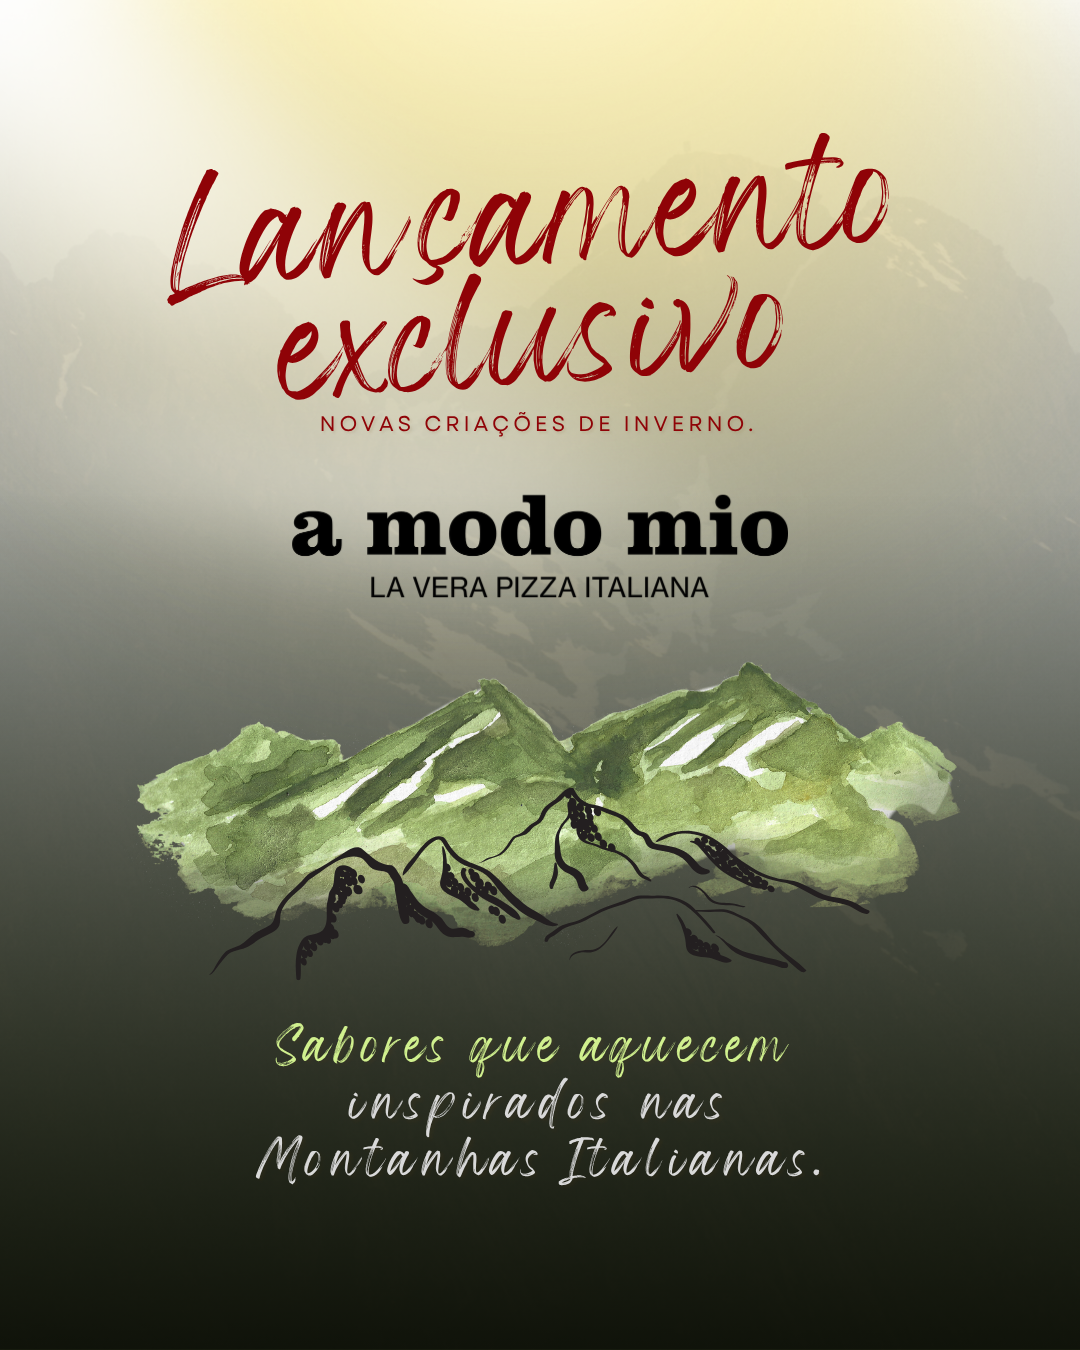 Lançamento
exclusivo
NOVAS CRIAÇÕES DE INVERNO.
a modo mio
LA VERA PIZZA ITALIANA
Sabores que aquecem
inspirados nas
Montanhas Italianas.